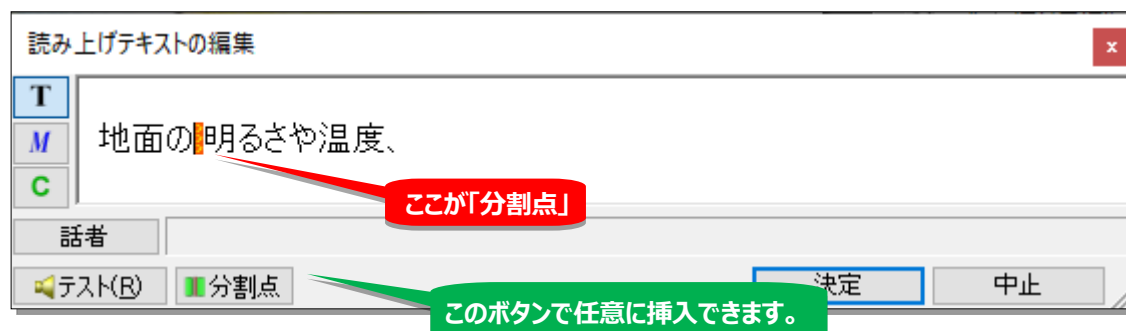 読み上げテキストの編集
x
T
M
C
地面の明るさや温度、
ここが「分割点」
話者
テスト(R)
分割点
決定
中止
このボタンで任意に挿入できます。